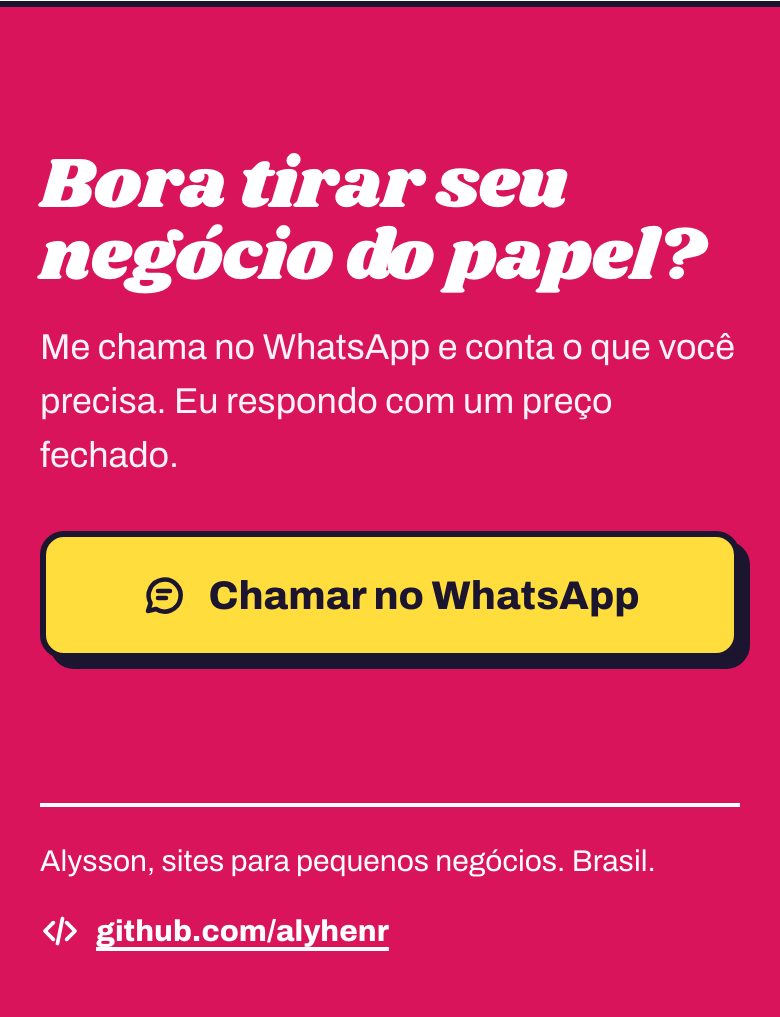 Bora tirar seu
negócio do papel?
Me chama no WhatsApp e conta o que você
precisa. Eu respondo com um preço
fechado.
Chamar no WhatsApp
Alysson, sites para pequenos negócios. Brasil.
github.com/alyhenr